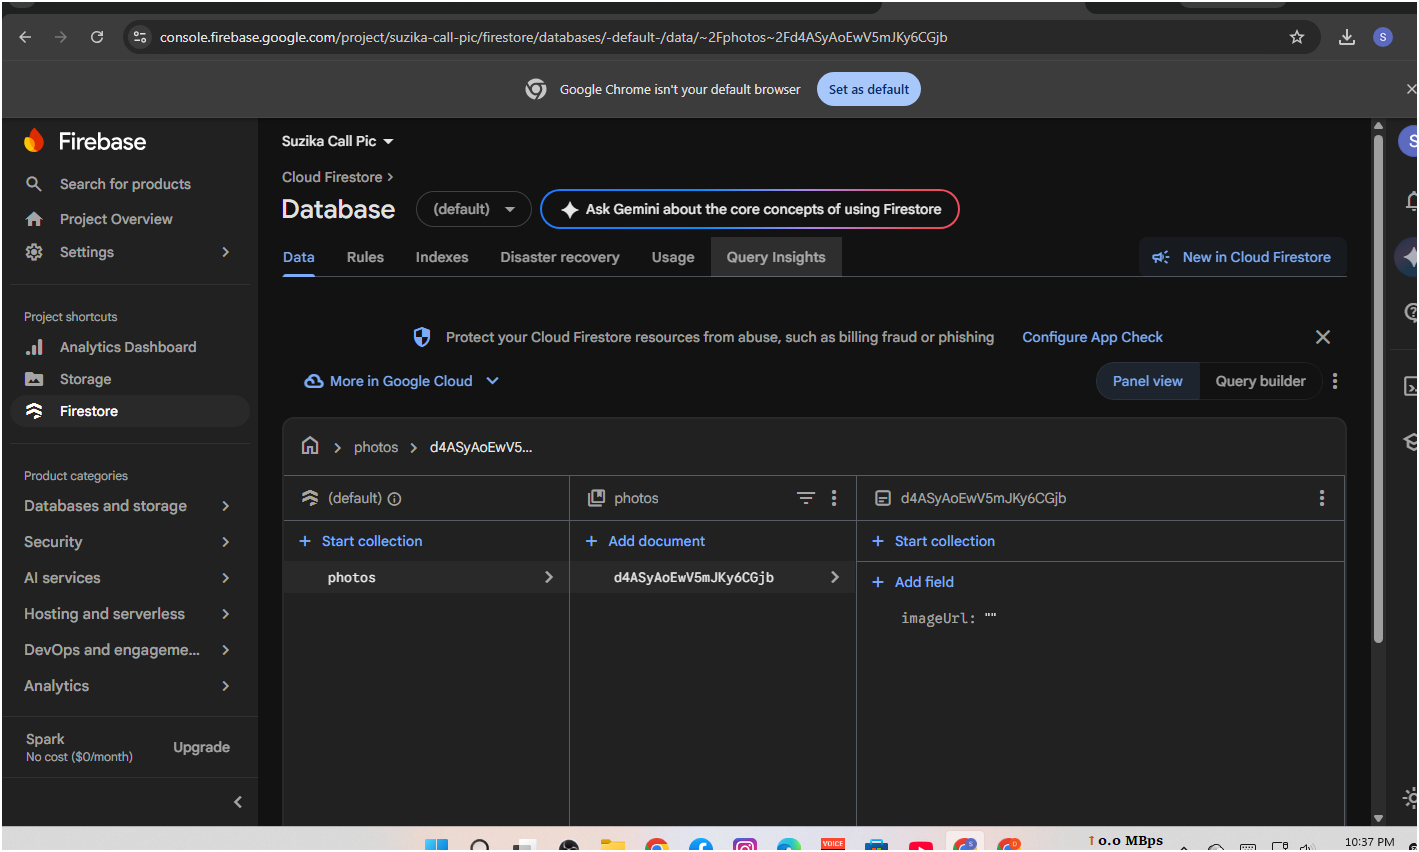 console.firebase.google.com/project/suzika-call-pic/firestore/databases/-default-/data/~2Fphotos~2Fd4ASyAoEwV5mJKy6CGjb
S
Google Chrome isn't your default browser
Set as default
Firebase
Search for products
Project Overview
Settings
Project shortcuts
Analytics Dashboard
Storage
Firestore
Product categories
Databases and storage
Security
AI services
Hosting and serverless
DevOps and engageme...
Analytics
Spark
No cost ($0/month)
Upgrade
Suzika Call Pic
Cloud Firestore
Database
(default)
Ask Gemini about the core concepts of using Firestore
Data
Rules
Indexes
Disaster recovery
Usage
Query Insights
New in Cloud Firestore
Protect your Cloud Firestore resources from abuse, such as billing fraud or phishing
Configure App Check
More in Google Cloud
Panel view
Query builder
photos
d4ASyAoEwV5...
(default)
Start collection
photos
photos
Add document
d4ASyAoEwV5mJKy6CGjb
d4ASyAoEwV5mJKy6CGjb
Start collection
Add field
imageUrl: ""
S
VOICE
S
O
↑0.0 MBps
10:37 PM